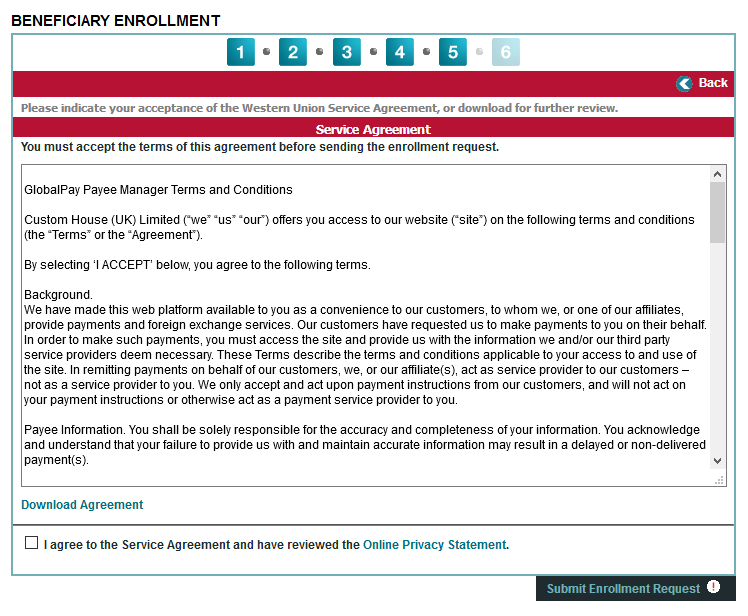 BENEFICIARY ENROLLMENT
1 2 3 4 5 6
Back
Please indicate your acceptance of the Western Union Service Agreement, or download for further review.
Service Agreement
You must accept the terms of this agreement before sending the enrollment request.
GlobalPay Payee Manager Terms and Conditions
Custom House (UK) Limited (“we” “us” “our”) offers you access to our website (“site”) on the following terms and conditions
(the “Terms” or the “Agreement”).
By selecting ‘I ACCEPT’ below, you agree to the following terms.
Background.
We have made this web platform available to you as a convenience to our customers, to whom we, or one of our affiliates,
provide payments and foreign exchange services. Our customers have requested us to make payments to you on their behalf.
In order to make such payments, you must access the site and provide us with the information we and/or our third party
service providers deem necessary. These Terms describe the terms and conditions applicable to your access to and use of
the site. In remitting payments on behalf of our customers, we, or our affiliate(s), act as service provider to our customers –
not as a service provider to you. We only accept and act upon payment instructions from our customers, and will not act on
your payment instructions or otherwise act as a payment service provider to you.
Payee Information. You shall be solely responsible for the accuracy and completeness of your information. You acknowledge
and understand that your failure to provide us with and maintain accurate information may result in a delayed or non-delivered
payment(s).
Download Agreement
I agree to the Service Agreement and have reviewed the Online Privacy Statement.
Submit Enrollment Request !